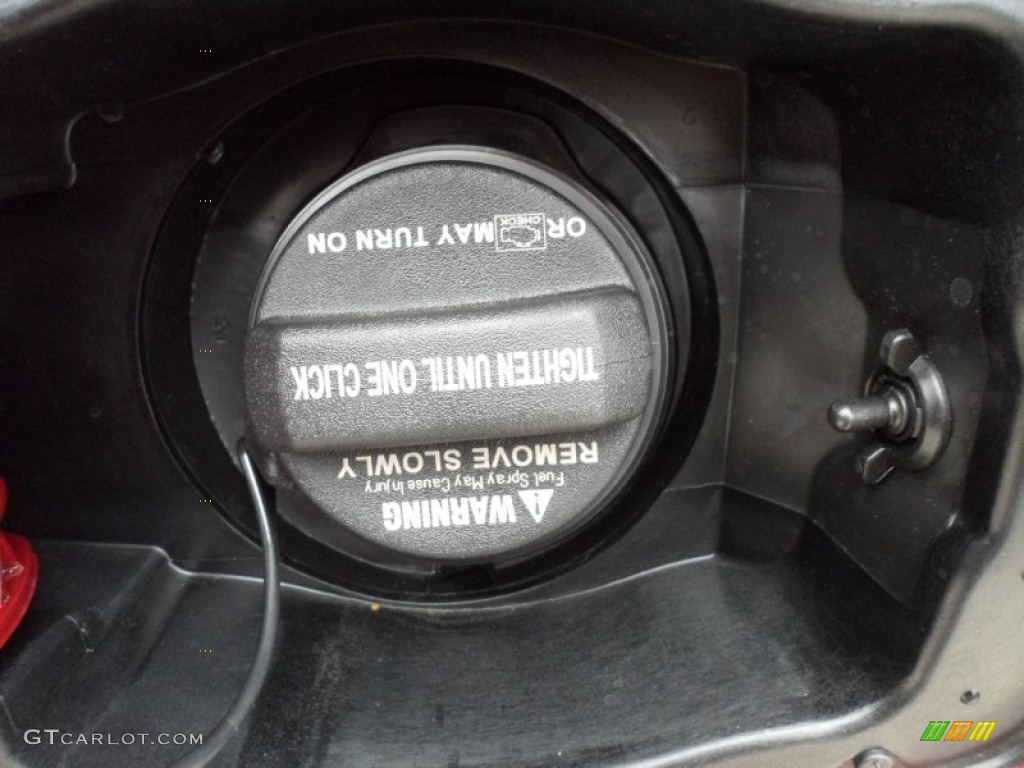 WARNING
Fuel Spray May Cause Injury
REMOVE SLOWLY
TIGHTEN UNTIL ONE CLICK
OR CHECK MAY TURN ON
GTCARLOT.COM